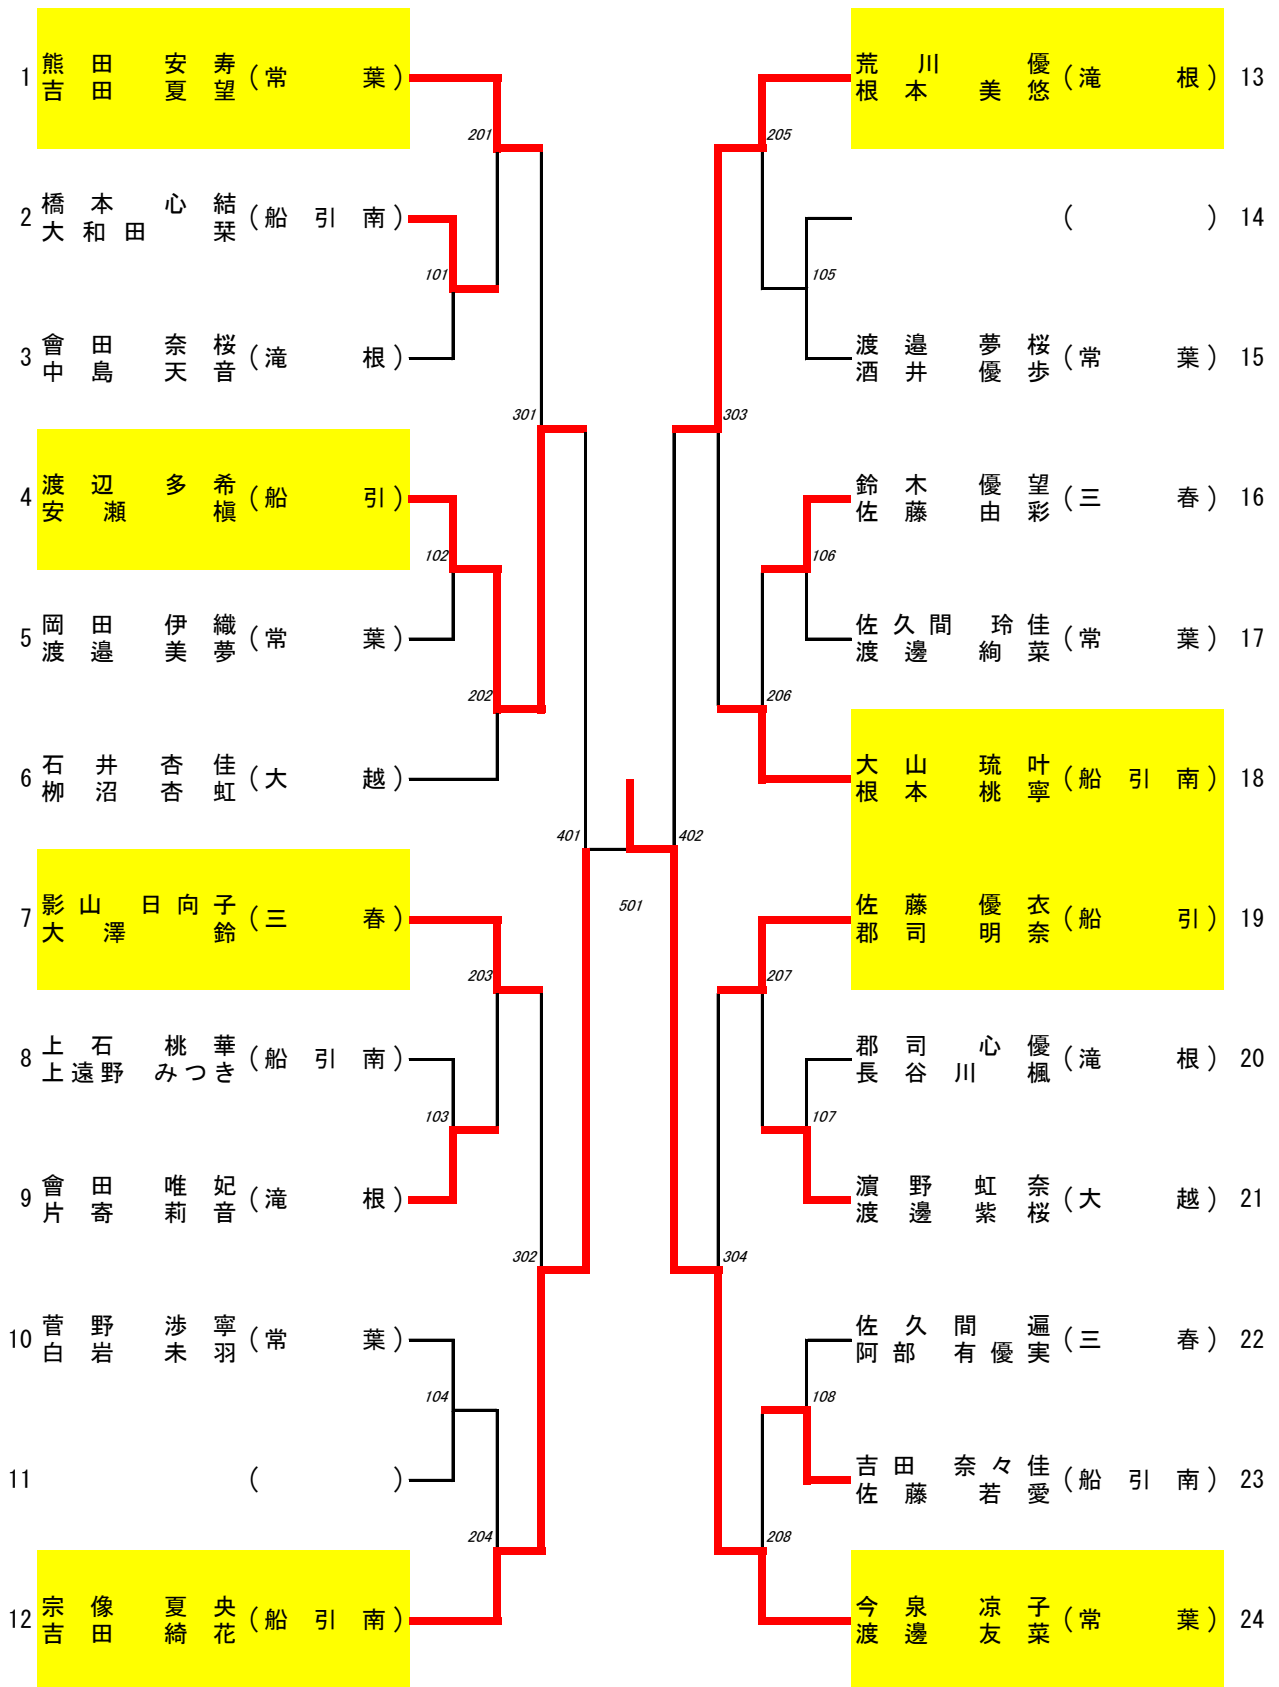 1 熊田 安寿 (常葉)
吉田 夏望
2 橋本 心結 (船引南)
大和田 栞
3 會田 奈桜 (滝根)
中島 天音
4 渡辺 多希 (船引)
安瀬 槇
5 岡田 伊織 (常葉)
渡邉 美夢
6 石井 杏佳 (大越)
栁沼 杏虹
7 影山 日向子 (三春)
大澤 鈴
8 上石 桃華 (船引南)
上遠野 みつき
9 會田 唯妃 (滝根)
片寄 莉音
10 菅野 渉寧 (常葉)
白岩 未羽
11 ( )
12 宗像 夏央 (船引南)
吉田 綺花
201
101
301
102
202
401
203
103
302
104
204
501
205
105
303
106
206
402
207
107
304
108
208
荒川 優 (滝根) 13
根本 美悠
( ) 14
渡邉 夢桜 (常葉) 15
酒井 優歩
鈴木 優望 (三春) 16
佐藤 由彩
佐久間 玲佳 (常葉) 17
渡邊 絢菜
大山 琉叶 (船引南) 18
根本 桃寧
佐藤 優衣 (船引) 19
郡司 明奈
郡司 心優 (滝根) 20
長谷川 楓
濵野 虹奈 (大越) 21
渡邊 紫桜
佐久間 遍 (三春) 22
阿部 有優実
吉田 奈々佳 (船引南) 23
佐藤 若愛
今泉 凉子 (常葉) 24
渡邊 友菜